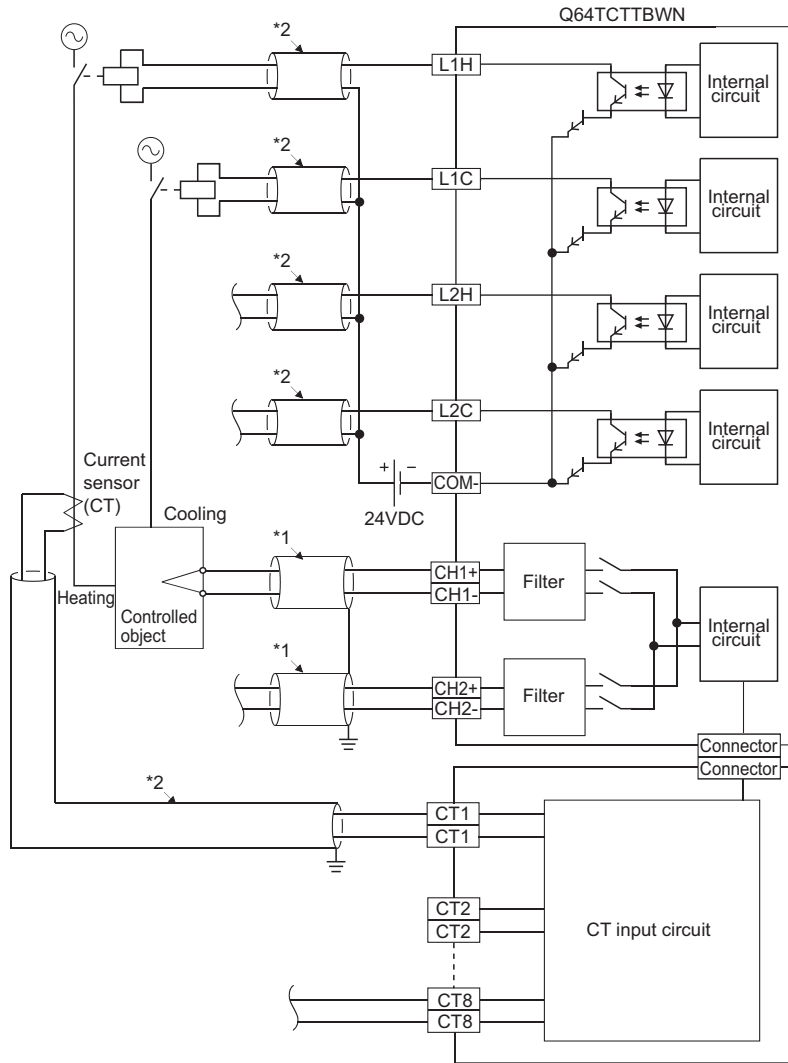 Q64TCTTBWN
*2
L1H
Internal
circuit
*2
L1C
Internal
circuit
*2
L2H
Internal
circuit
*2
L2C
Internal
circuit
Current
sensor
(CT)
+
−
COM-
24VDC
Cooling
Heating
Controlled
object
*1
CH1+
CH1-
Filter
Internal
circuit
*1
CH2+
CH2-
Filter
Connector
Connector
*2
CT1
CT1
CT2
CT2
CT input circuit
CT8
CT8